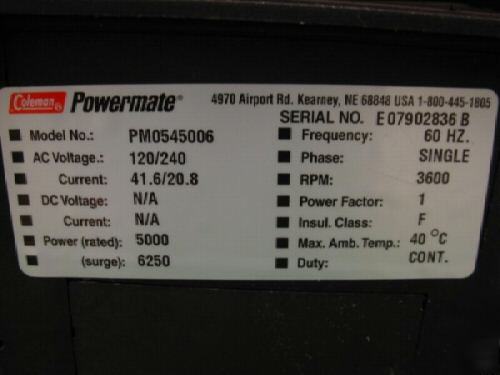 Coleman® Powermate® 4970 Airport Rd. Kearney, NE 68848 USA 1-800-445-1805
SERIAL NO. E07902836 B
Model No.: PM0545006
AC Voltage.: 120/240
Current: 41.6/20.8
DC Voltage: N/A
Current: N/A
Power (rated): 5000
(surge): 6250
Frequency: 60 HZ.
Phase: SINGLE
RPM: 3600
Power Factor: 1
Insul. Class: F
Max. Amb. Temp.: 40 °C
Duty: CONT.